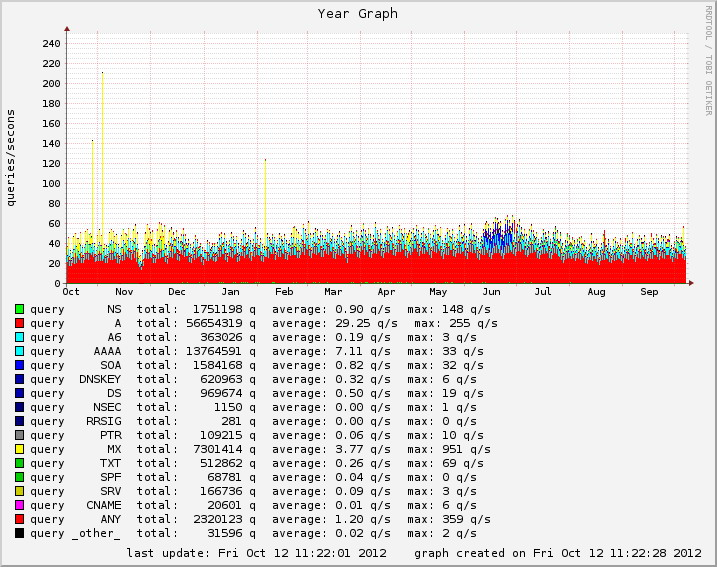 Year Graph
RRDTOOL / TOBI OETIKER
queries/secons
240
220
200
180
160
140
120
100
80
60
40
20
0
Oct Nov Dec Jan Feb Mar Apr May Jun Jul Aug Sep
query NS total: 1751198 q average: 0.90 q/s max: 148 q/s
query A total: 56654319 q average: 29.25 q/s max: 255 q/s
query A6 total: 363026 q average: 0.19 q/s max: 3 q/s
query AAAA total: 13764591 q average: 7.11 q/s max: 33 q/s
query SOA total: 1584168 q average: 0.82 q/s max: 32 q/s
query DNSKEY total: 620963 q average: 0.32 q/s max: 6 q/s
query DS total: 969674 q average: 0.50 q/s max: 19 q/s
query NSEC total: 1150 q average: 0.00 q/s max: 1 q/s
query RRSIG total: 281 q average: 0.00 q/s max: 0 q/s
query PTR total: 109215 q average: 0.06 q/s max: 10 q/s
query MX total: 7301414 q average: 3.77 q/s max: 951 q/s
query TXT total: 512862 q average: 0.26 q/s max: 69 q/s
query SPF total: 68781 q average: 0.04 q/s max: 0 q/s
query SRV total: 166736 q average: 0.09 q/s max: 3 q/s
query CNAME total: 20601 q average: 0.01 q/s max: 6 q/s
query ANY total: 2320123 q average: 1.20 q/s max: 359 q/s
query _other_ total: 31596 q average: 0.02 q/s max: 2 q/s
last update: Fri Oct 12 11:22:01 2012 graph created on Fri Oct 12 11:22:28 2012